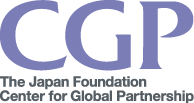 CGP
The Japan Foundation
Center for Global Partnership